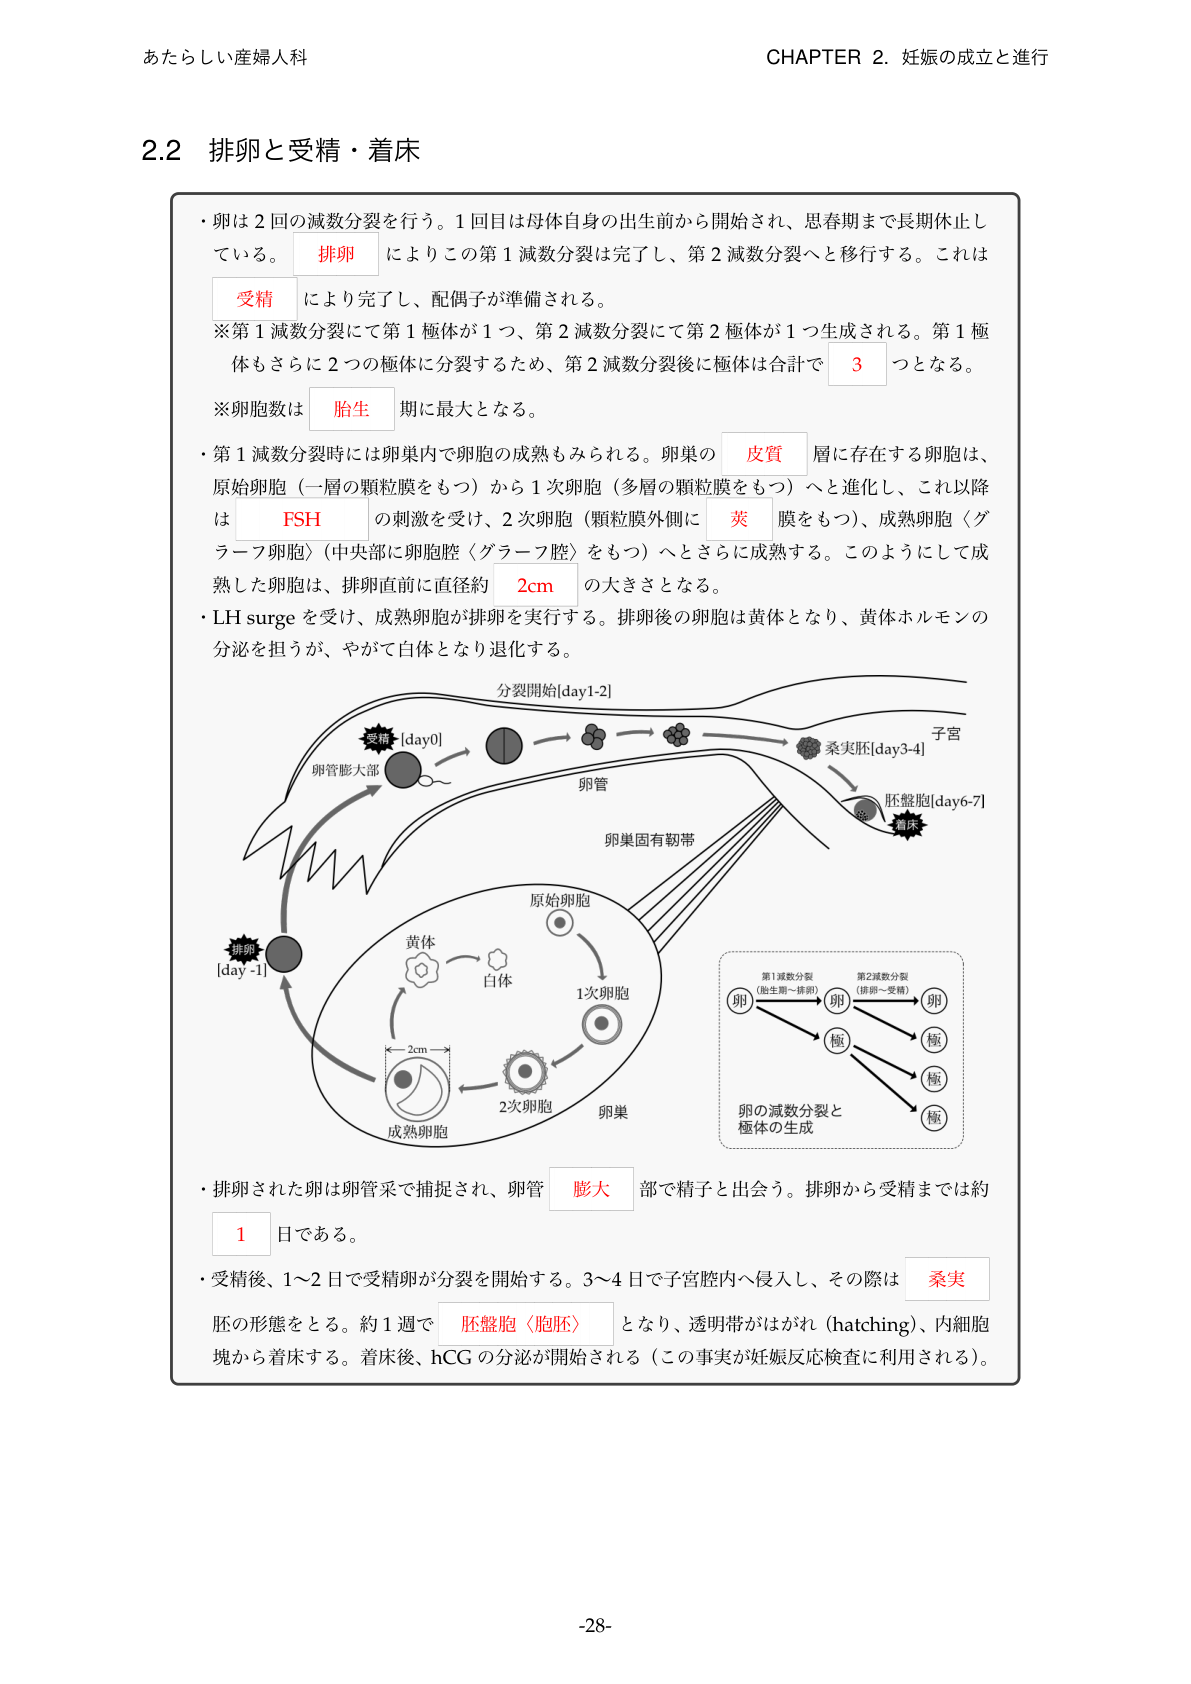 あたらしい産婦人科
CHAPTER 2. 妊娠の成立と進行
2.2 排卵と受精・着床
・卵は 2 回の減数分裂を行う。1 回目は母体自身の出生前から開始され、思春期まで長期休止し
ている。 排卵 によりこの第 1 減数分裂は完了し、第 2 減数分裂へと移行する。これは
受精 により完了し、配偶子が準備される。
※第 1 減数分裂にて第 1 極体が 1 つ、第 2 減数分裂にて第 2 極体が 1 つ生成される。第 1 極
体もさらに 2 つの極体に分裂するため、第 2 減数分裂後に極体は合計で 3 つとなる。
※卵胞数は 胎生 期に最大となる。
・第 1 減数分裂時には卵巣内で卵胞の成熟もみられる。卵巣の 皮質 層に存在する卵胞は、
原始卵胞（一層の顆粒膜をもつ）から 1 次卵胞（多層の顆粒膜をもつ）へと進化し、これ以降
は FSH の刺激を受け、2 次卵胞（顆粒膜外側に 莢 膜をもつ）、成熟卵胞〈グ
ラーフ卵胞〉（中央部に卵胞腔〈グラーフ腔〉をもつ）へとさらに成熟する。このようにして成
熟した卵胞は、排卵直前に直径約 2cm の大きさとなる。
・LH surge を受け、成熟卵胞が排卵を実行する。排卵後の卵胞は黄体となり、黄体ホルモンの
分泌を担うが、やがて白体となり退化する。
分裂開始[day1-2]
受精 [day0]
子宮
桑実胚[day3-4]
卵管膨大部
卵管
胚盤胞[day6-7]
着床
卵巣固有靭帯
原始卵胞
黄体
排卵
[day -1]
白体
1次卵胞
第1減数分裂 第2減数分裂
（胎生期〜排卵） （排卵〜受精）
卵 卵 卵
極 極
2cm
極
2次卵胞
卵巣
卵の減数分裂と 極
極体の生成
成熟卵胞
・排卵された卵は卵管采で捕捉され、卵管 膨大 部で精子と出会う。排卵から受精までは約
1 日である。
・受精後、1〜2 日で受精卵が分裂を開始する。3〜4 日で子宮腔内へ侵入し、その際は 桑実
胚の形態をとる。約 1 週で 胚盤胞〈胞胚〉 となり、透明帯がはがれ（hatching）、内細胞
塊から着床する。着床後、hCG の分泌が開始される（この事実が妊娠反応検査に利用される）。
-28-